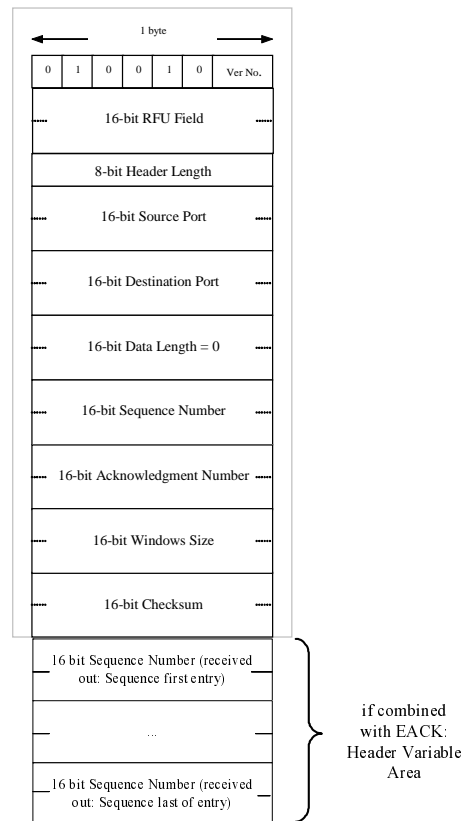 1 byte
0 1 0 0 1 0 Ver No.
16-bit RFU Field
8-bit Header Length
16-bit Source Port
16-bit Destination Port
16-bit Data Length = 0
16-bit Sequence Number
16-bit Acknowledgment Number
16-bit Windows Size
16-bit Checksum
16 bit Sequence Number (received
out: Sequence first entry)
...
16 bit Sequence Number (received
out: Sequence last of entry)
if combined
with EACK:
Header Variable
Area